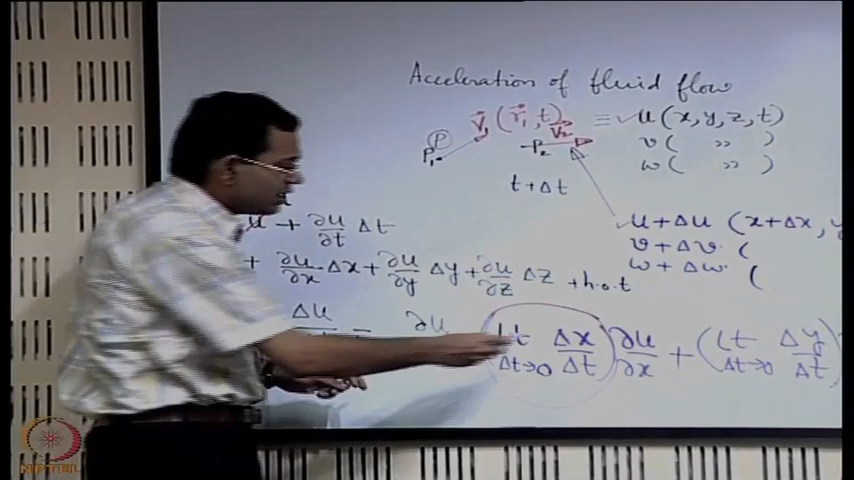 Acceleration of fluid flow
P V₁ (r₁, t) ≡ u (x, y, z, t)
P₁ P₂ V₂ v ( ,, )
t + Δt w ( ,, )
u + ∂u/∂t Δt u + Δu (x + Δx, y
v + Δv (
+ ∂u/∂x Δx + ∂u/∂y Δy + ∂u/∂z Δz + h.o.t w + Δw (
Δu = ∂u Lt Δt→0 Δx/Δt ∂u/∂x + (Lt Δt→0 Δy/Δt)
NPTEL